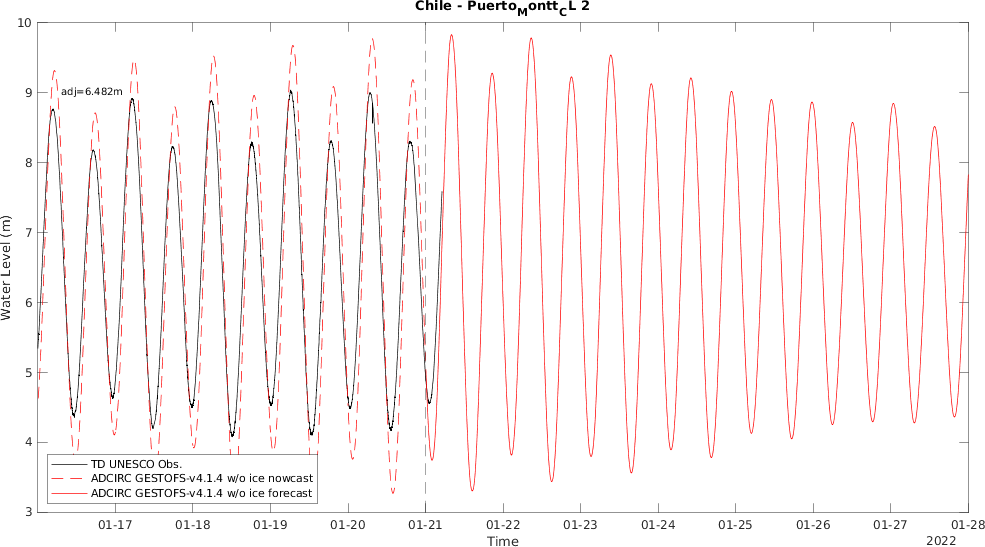 Chile - Puerto_Montt_CL 2
10
9
8
7
6
5
4
3
Water Level (m)
adj=6.482m
TD UNESCO Obs.
ADCIRC GESTOFS-v4.1.4 w/o ice nowcast
ADCIRC GESTOFS-v4.1.4 w/o ice forecast
01-17 01-18 01-19 01-20 01-21 01-22 01-23 01-24 01-25 01-26 01-27 01-28
Time
2022